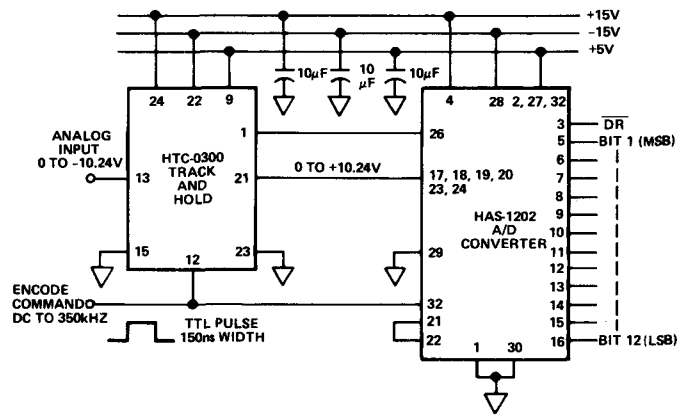 +15V
-15V
+5V
10μF
10 μF
10μF
24
22
9
4
28
2, 27, 32
ANALOG
INPUT
0 TO -10.24V
13
HTC-0300
TRACK
AND
HOLD
1
21
15
12
23
0 TO +10.24V
26
17, 18, 19, 20
23, 24
29
32
21
22
HAS-1202
A/D
CONVERTER
1
30
3
DR
5
BIT 1 (MSB)
6
7
8
9
10
11
12
13
14
15
16
BIT 12 (LSB)
ENCODE
COMMAND
DC TO 350kHZ
TTL PULSE
150ns WIDTH